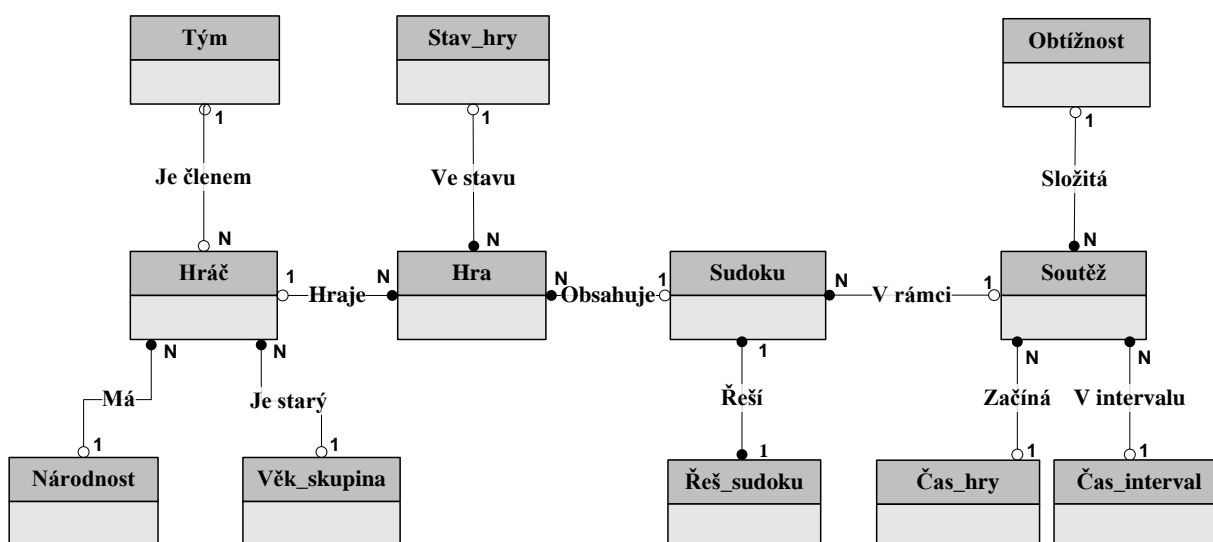 Tým
Stav_hry
Obtížnost
1
1
1
Je členem
Ve stavu
Složitá
N
N
N
Hráč
Hra
Sudoku
Soutěž
1
Hraje
N
N
Obsahuje
1
N
V rámci
1
N
N
1
N
N
Má
Je starý
Řeší
Začíná
V intervalu
1
1
1
1
1
Národnost
Věk_skupina
Řeš_sudoku
Čas_hry
Čas_interval